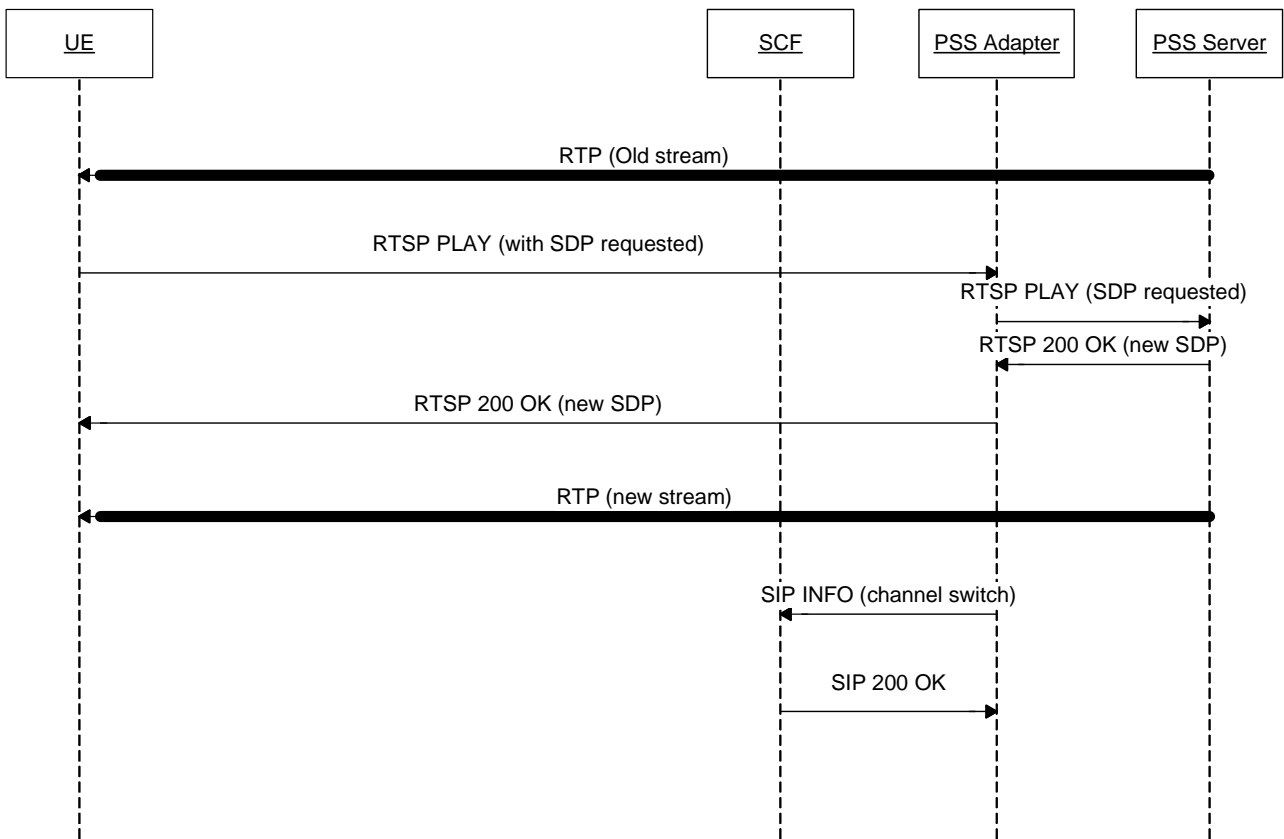 UE
SCF
PSS Adapter
PSS Server
RTP (Old stream)
RTSP PLAY (with SDP requested)
RTSP PLAY (SDP requested)
RTSP 200 OK (new SDP)
RTSP 200 OK (new SDP)
RTP (new stream)
SIP INFO (channel switch)
SIP 200 OK